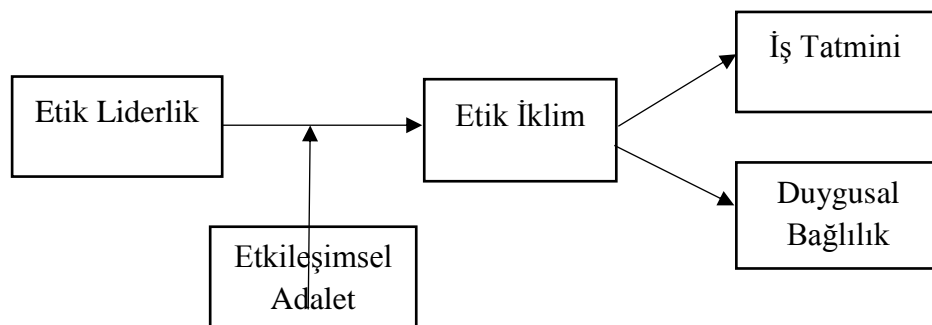 İş Tatmini
Etik Liderlik
Etik İklim
Duygusal
Bağlılık
Etkileşimsel
Adalet